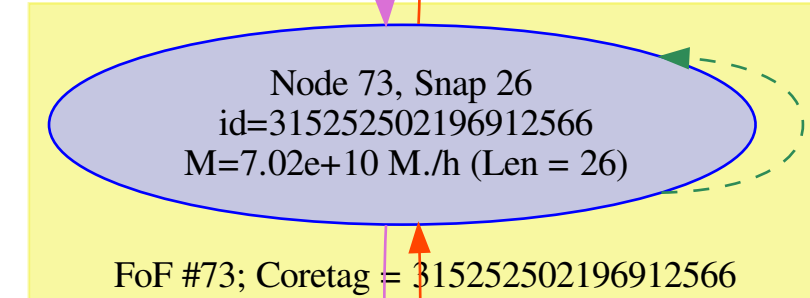 Node 73, Snap 26
id=315252502196912566
M=7.02e+10 M./h (Len = 26)
FoF #73; Coretag = 315252502196912566